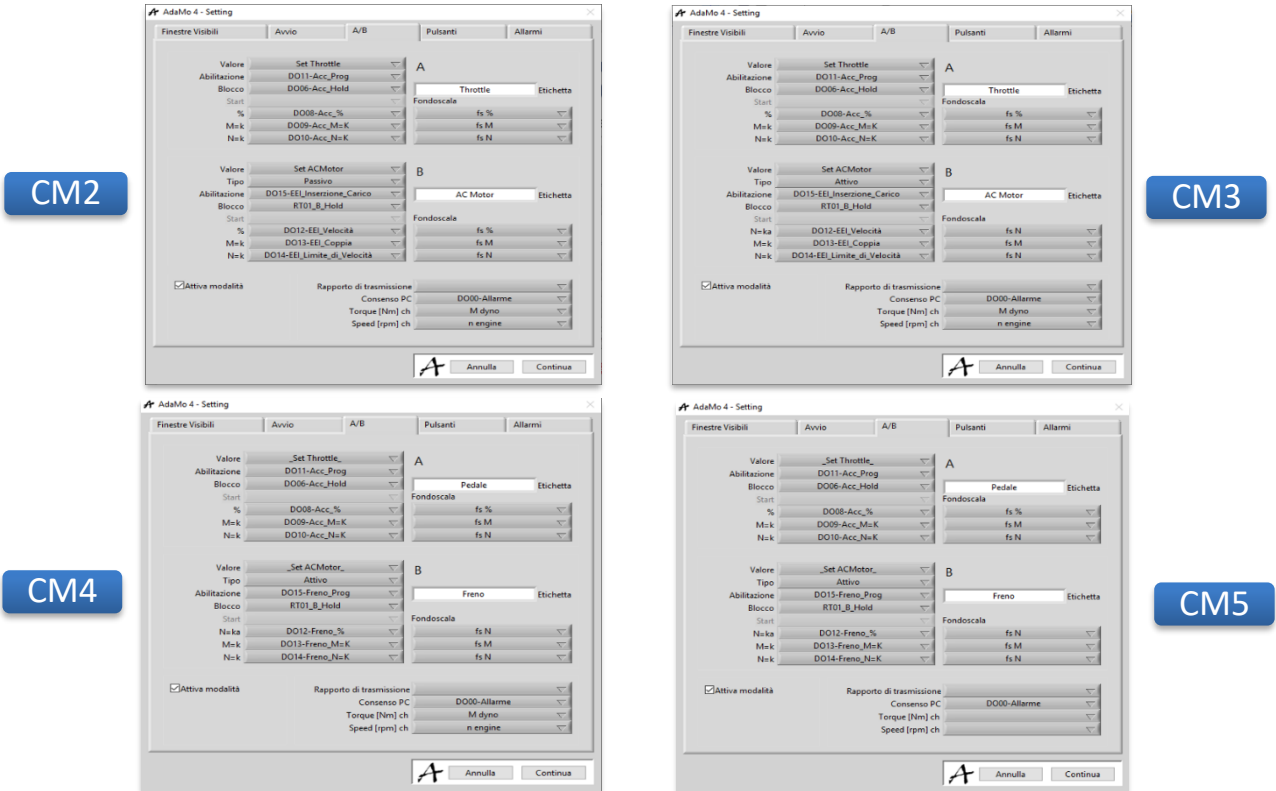 CM2
AdaMo 4 - Setting
Finestre Visibili Avvio A/B Pulsanti Allarmi
Valore Set Throttle A
Abilitazione DO11-Acc_Prog
Blocco DO06-Acc_Hold Throttle Etichetta
Start Fondoscala
% DO08-Acc_% fs %
M=k DO09-Acc_M=K fs M
N=k DO10-Acc_N=K fs N
Valore Set ACMotor B
Tipo Passivo
Abilitazione DO15-EEI_Inserzione_Carico AC Motor Etichetta
Blocco RT01_B_Hold
Start Fondoscala
% DO12-EEI_Velocità fs %
M=k DO13-EEI_Coppia fs M
N=k DO14-EEI_Limite_di_Velocità fs N
Attiva modalità Rapporto di trasmissione
Consenso PC DO00-Allarme
Torque [Nm] ch M dyno
Speed [rpm] ch n engine
Annulla Continua
CM3
AdaMo 4 - Setting
Finestre Visibili Avvio A/B Pulsanti Allarmi
Valore Set Throttle A
Abilitazione DO11-Acc_Prog
Blocco DO06-Acc_Hold Throttle Etichetta
Start Fondoscala
% DO08-Acc_% fs %
M=k DO09-Acc_M=K fs M
N=k DO10-Acc_N=K fs N
Valore Set ACMotor B
Tipo Attivo
Abilitazione DO15-EEI_Inserzione_Carico AC Motor Etichetta
Blocco RT01_B_Hold
Start Fondoscala
N=ka DO12-EEI_Velocità fs N
M=k DO13-EEI_Coppia fs M
N=k DO14-EEI_Limite_di_Velocità fs N
Attiva modalità Rapporto di trasmissione
Consenso PC DO00-Allarme
Torque [Nm] ch M dyno
Speed [rpm] ch n engine
Annulla Continua
CM4
AdaMo 4 - Setting
Finestre Visibili Avvio A/B Pulsanti Allarmi
Valore _Set Throttle_ A
Abilitazione DO11-Acc_Prog
Blocco DO06-Acc_Hold Pedale Etichetta
Start Fondoscala
% DO08-Acc_% fs %
M=k DO09-Acc_M=K fs M
N=k DO10-Acc_N=K fs N
Valore _Set ACMotor_ B
Tipo Attivo
Abilitazione DO15-Freno_Prog Freno Etichetta
Blocco RT01_B_Hold
Start Fondoscala
N=ka DO12-Freno_% fs N
M=k DO13-Freno_M=K fs M
N=k DO14-Freno_N=K fs N
Attiva modalità Rapporto di trasmissione
Consenso PC DO00-Allarme
Torque [Nm] ch M dyno
Speed [rpm] ch n engine
Annulla Continua
CM5
AdaMo 4 - Setting
Finestre Visibili Avvio A/B Pulsanti Allarmi
Valore _Set Throttle_ A
Abilitazione DO11-Acc_Prog
Blocco DO06-Acc_Hold Pedale Etichetta
Start Fondoscala
% DO08-Acc_% fs %
M=k DO09-Acc_M=K fs M
N=k DO10-Acc_N=K fs N
Valore _Set ACMotor_ B
Tipo Attivo
Abilitazione DO15-Freno_Prog Freno Etichetta
Blocco RT01_B_Hold
Start Fondoscala
N=ka DO12-Freno_% fs N
M=k DO13-Freno_M=K fs M
N=k DO14-Freno_N=K fs N
Attiva modalità Rapporto di trasmissione
Consenso PC DO00-Allarme
Torque [Nm] ch
Speed [rpm] ch
Annulla Continua